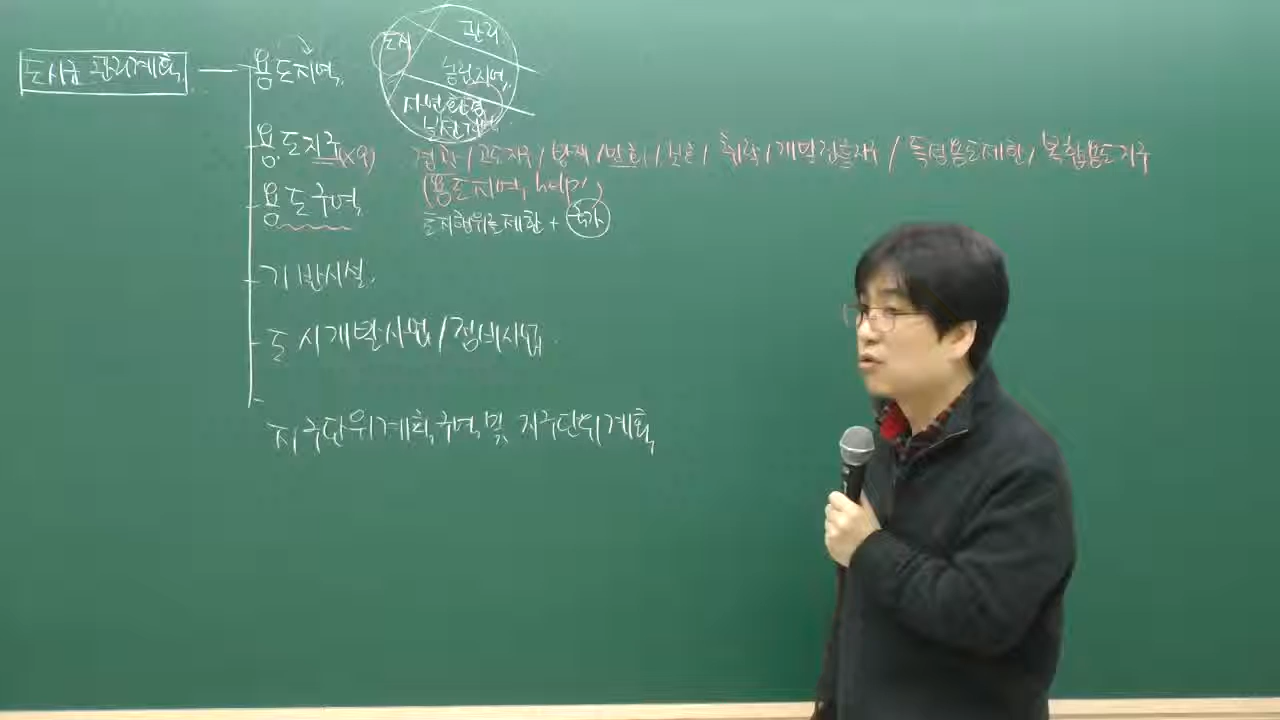 도시군 관리계획 용도지역
도시 관리
농림지역
자연환경
보전지역
용도지구(x9) 경관/고도지구/방재/방화/보호/취락/개발진흥지구/특정용도제한/복합용도지구
(용도지역 help)
용도구역 토지행위를 제한 + 추가
기반시설
도시개발사업/정비사업
지구단위계획구역 및 지구단위계획